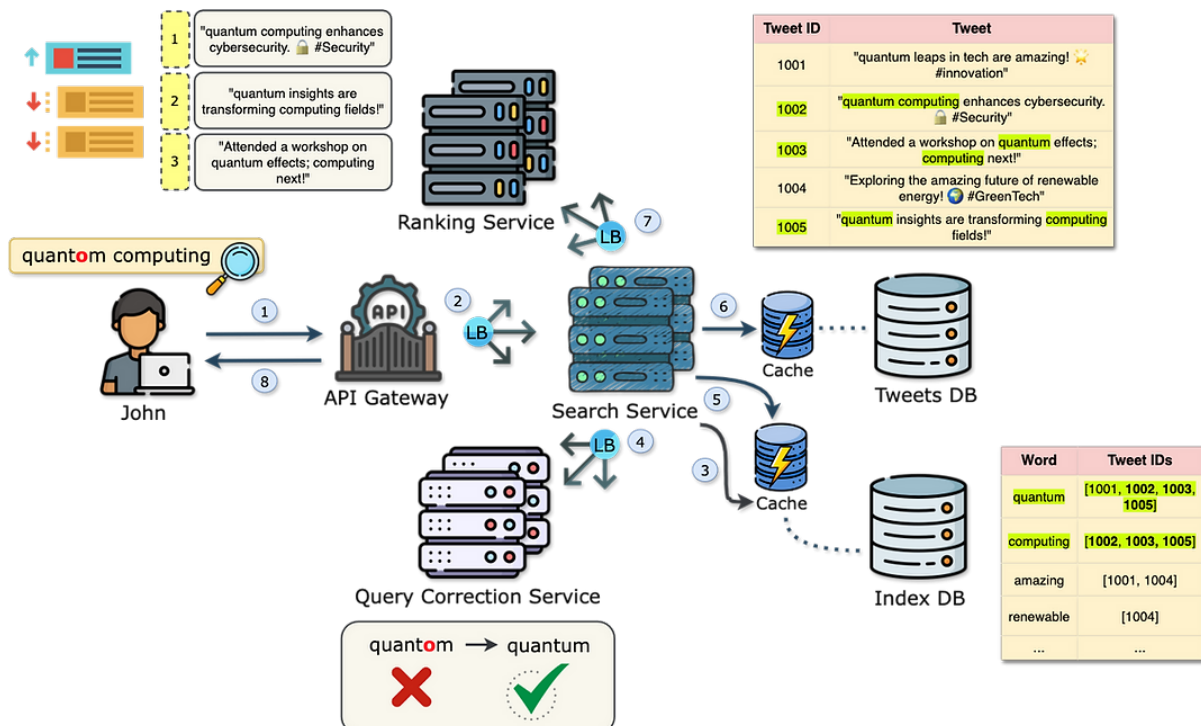 1
"quantum computing enhances
cybersecurity. 🔒 #Security"
2
"quantum insights are
transforming computing fields!"
3
"Attended a workshop on
quantum effects; computing
next!"
Ranking Service
LB
7
Tweet ID
Tweet
1001
"quantum leaps in tech are amazing! 🌟
#innovation"
1002
"quantum computing enhances cybersecurity.
🔒 #Security"
1003
"Attended a workshop on quantum effects;
computing next!"
1004
"Exploring the amazing future of renewable
energy! 🌍 #GreenTech"
1005
"quantum insights are transforming computing
fields!"
quantom computing
John
1
8
API
API Gateway
2
LB
Search Service
6
Cache
Tweets DB
5
3
Cache
Index DB
LB
4
Query Correction Service
quantom
quantum
Word
Tweet IDs
quantum
[1001, 1002, 1003,
1005]
computing
[1002, 1003, 1005]
amazing
[1001, 1004]
renewable
[1004]
...
...